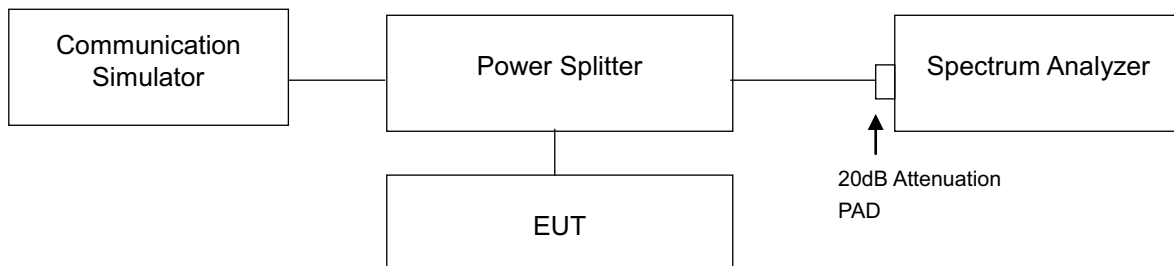 Communication
Simulator
Power Splitter
Spectrum Analyzer
20dB Attenuation
PAD
EUT